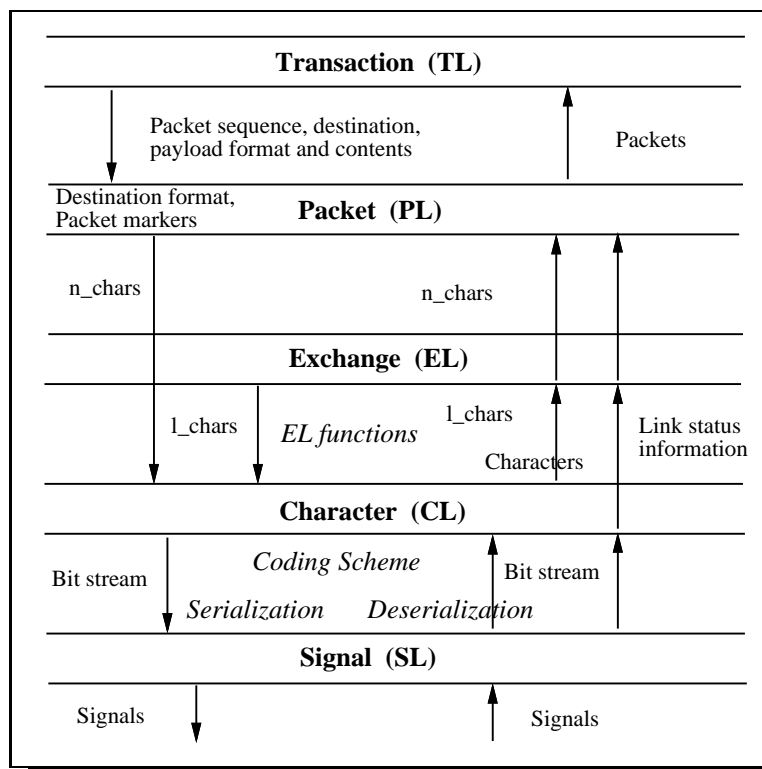 Transaction (TL)
Packet sequence, destination,
payload format and contents
Packets
Destination format,
Packet markers
Packet (PL)
n_chars
n_chars
Exchange (EL)
l_chars
EL functions
l_chars
Characters
Link status
information
Character (CL)
Bit stream
Coding Scheme
Bit stream
Serialization
Deserialization
Signal (SL)
Signals
Signals